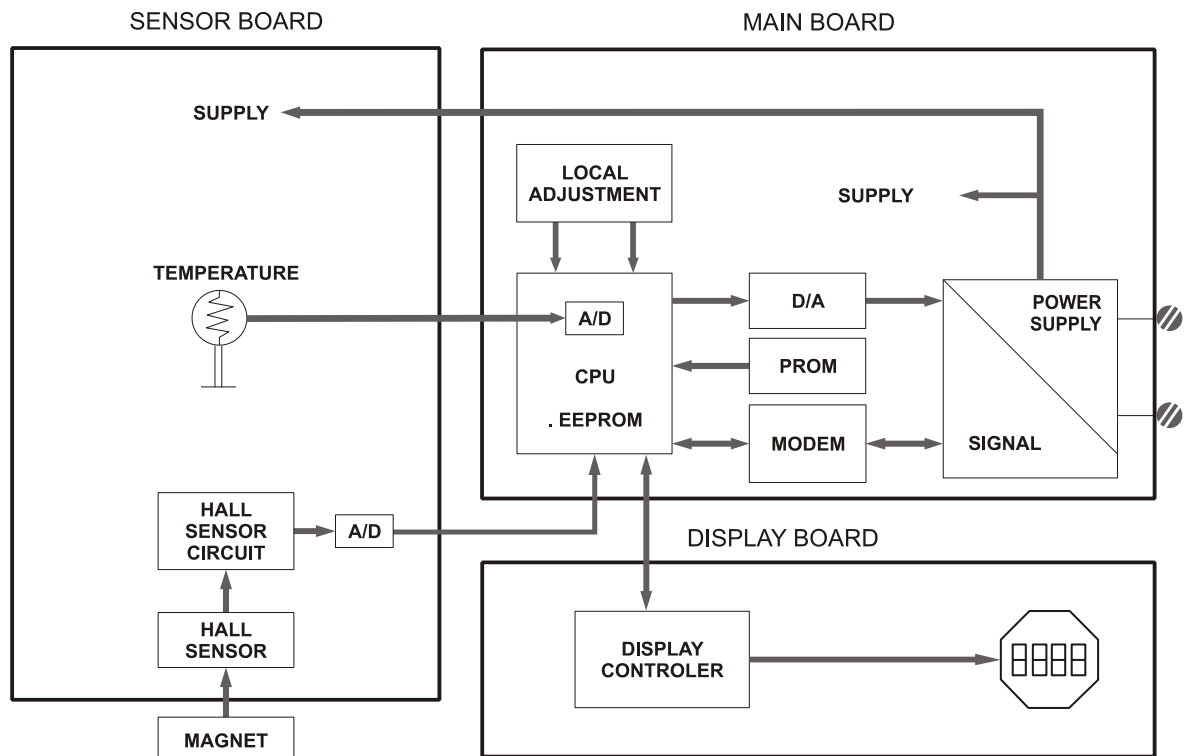 SENSOR BOARD
MAIN BOARD
SUPPLY
LOCAL
ADJUSTMENT
SUPPLY
TEMPERATURE
A/D
CPU
. EEPROM
D/A
PROM
MODEM
POWER
SUPPLY
SIGNAL
HALL
SENSOR
CIRCUIT
A/D
HALL
SENSOR
MAGNET
DISPLAY BOARD
DISPLAY
CONTROLER